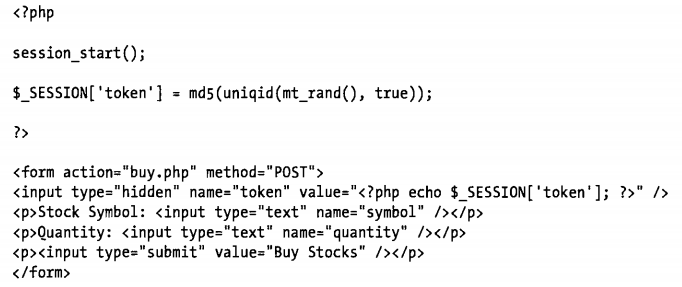 <?php
session_start();
$_SESSION['token'] = md5(uniqid(mt_rand(), true));
?>
<form action="buy.php" method="POST">
<input type="hidden" name="token" value="<?php echo $_SESSION['token']; ?>" />
<p>Stock Symbol: <input type="text" name="symbol" /></p>
<p>Quantity: <input type="text" name="quantity" /></p>
<p><input type="submit" value="Buy Stocks" /></p>
</form>